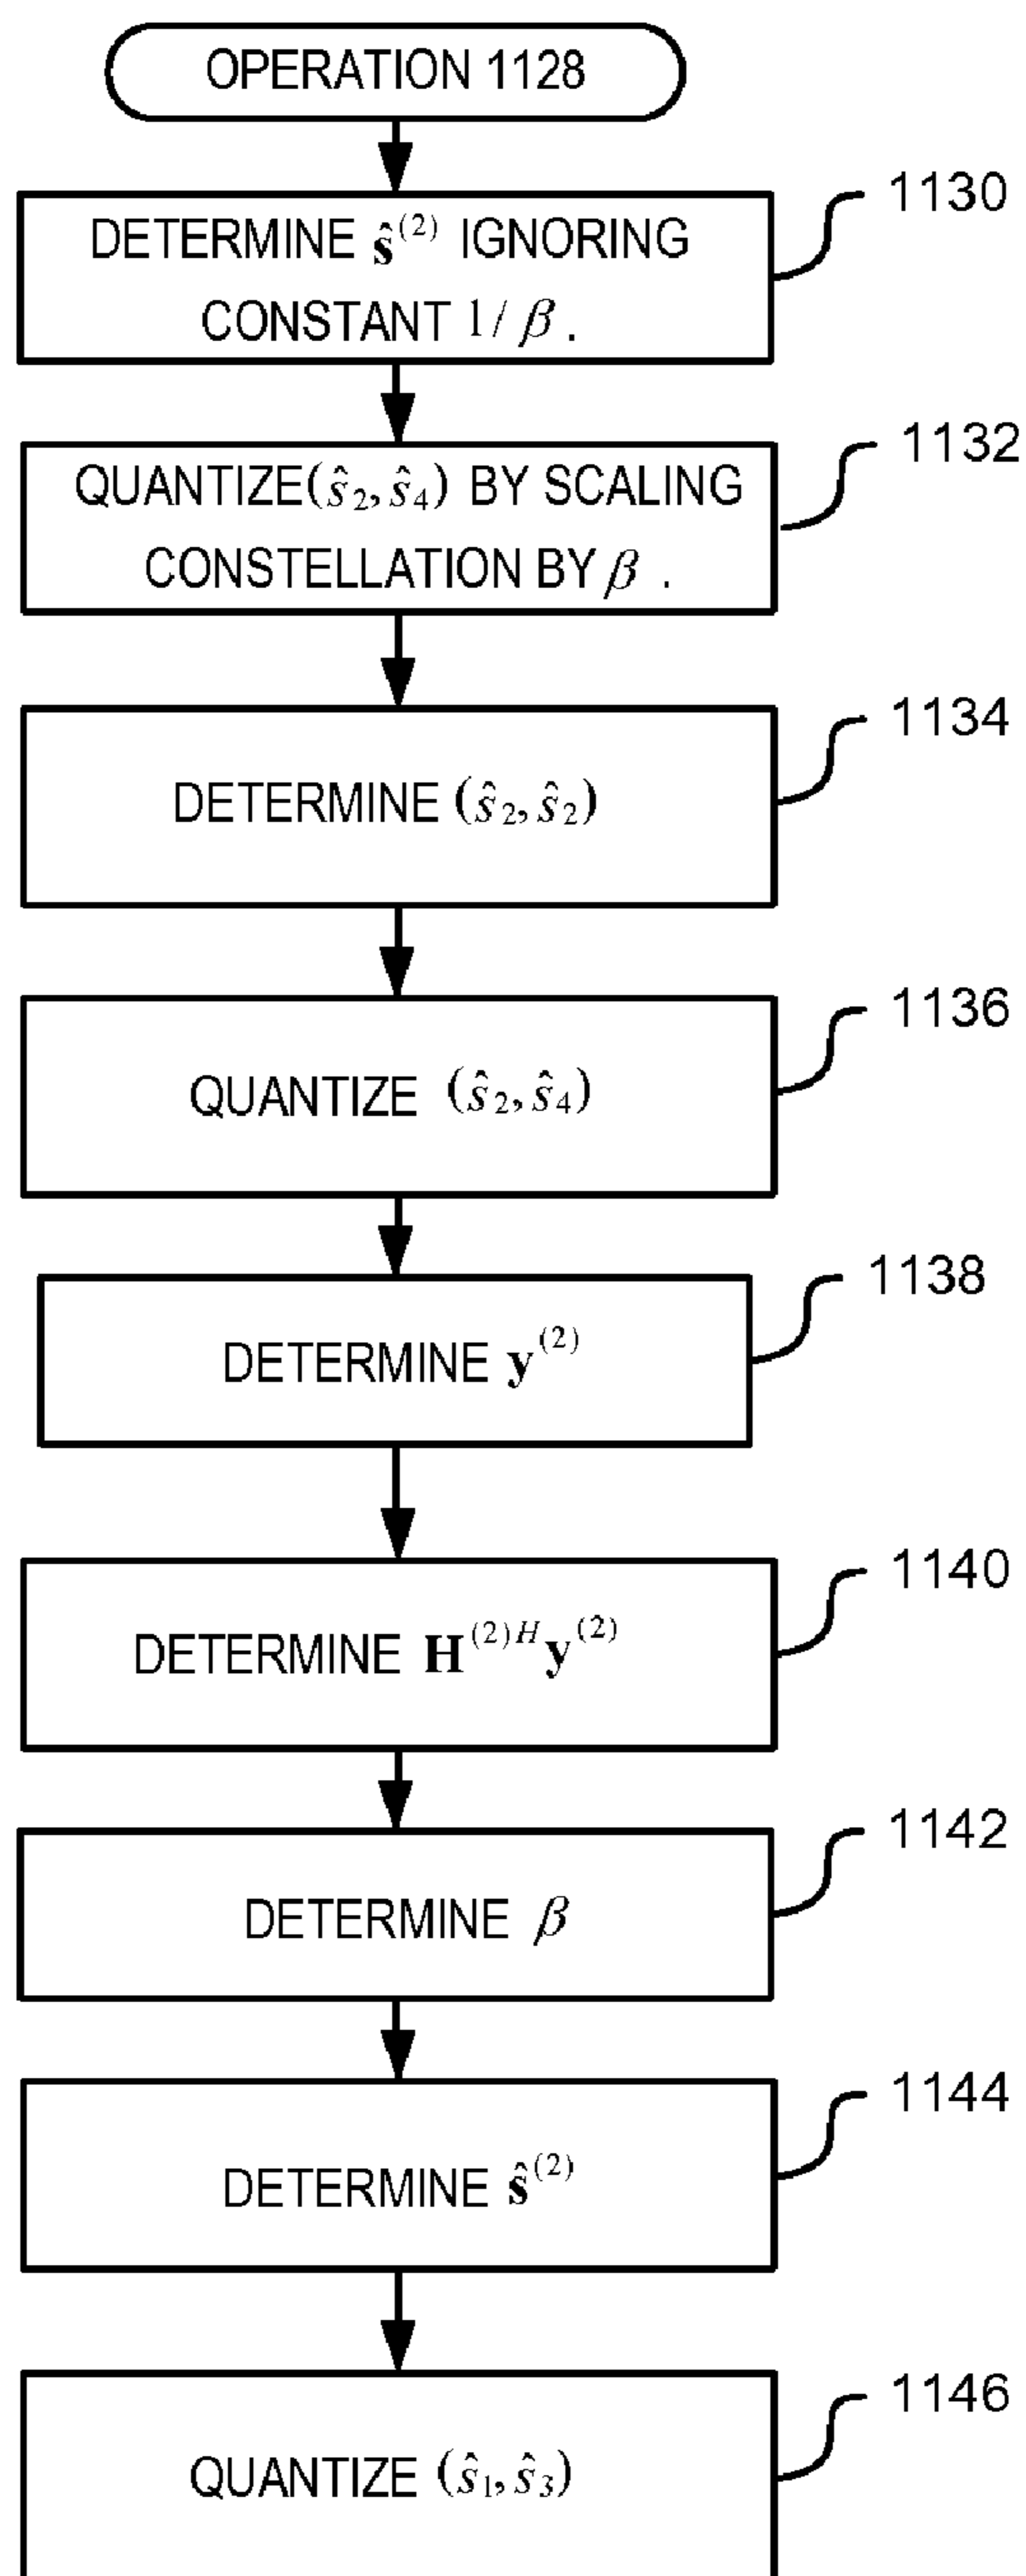 OPERATION 1128
1130
DETERMINE ŝ⁽²⁾ IGNORING
CONSTANT 1/β.
1132
QUANTIZE(ŝ₂,ŝ₄) BY SCALING
CONSTELLATION BY β .
1134
DETERMINE (ŝ₂,ŝ₂)
1136
QUANTIZE (ŝ₂,ŝ₄)
1138
DETERMINE y⁽²⁾
1140
DETERMINE H⁽²⁾ᴴy⁽²⁾
1142
DETERMINE β
1144
DETERMINE ŝ⁽²⁾
1146
QUANTIZE (ŝ₁,ŝ₃)